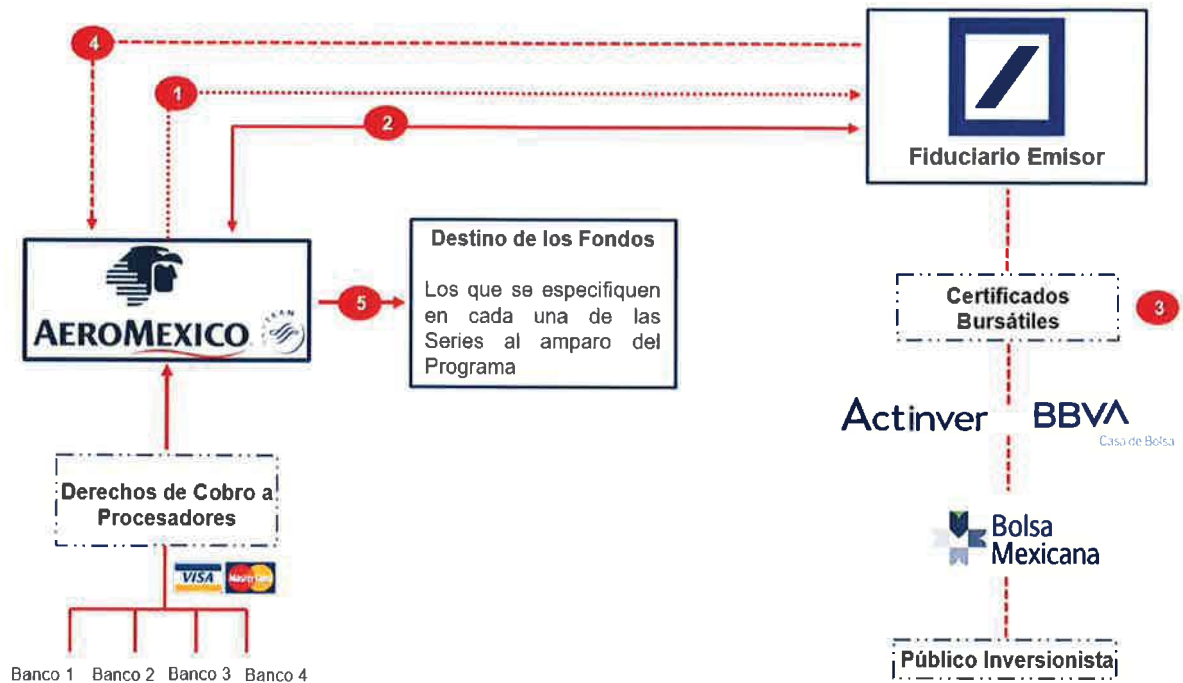 4
1
2
Fiduciario Emisor
AEROMEXICO
SKYTEAM
5
Destino de los Fondos
Los que se especifiquen
en cada una de las
Series al amparo del
Programa
Certificados
Bursátiles
3
Actinver
BBVA
Casa de Bolsa
Derechos de Cobro a
Procesadores
VISA
MasterCard
Bolsa
Mexicana
Banco 1 Banco 2 Banco 3 Banco 4
Público Inversionista